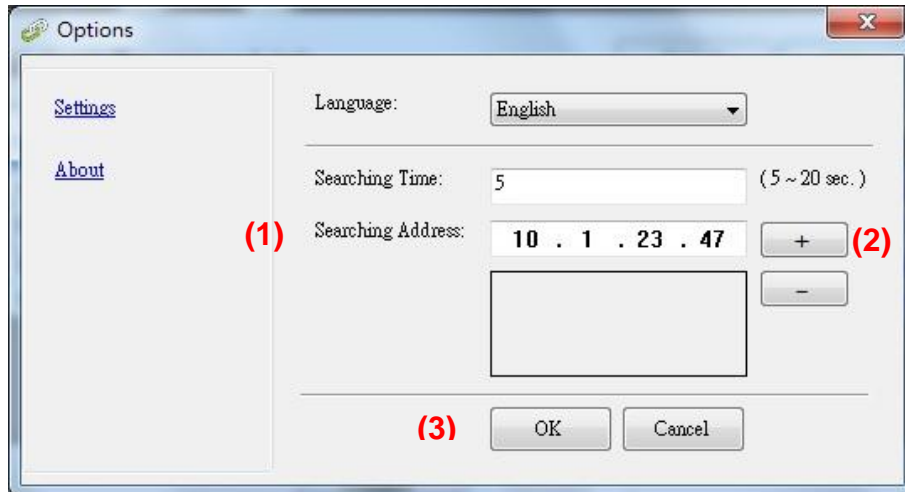 Options
Settings
About
Language:
English
Searching Time:
5
( 5 ~ 20 sec. )
(1)
Searching Address:
10 . 1 . 23 . 47
+
(2)
-
(3)
OK
Cancel